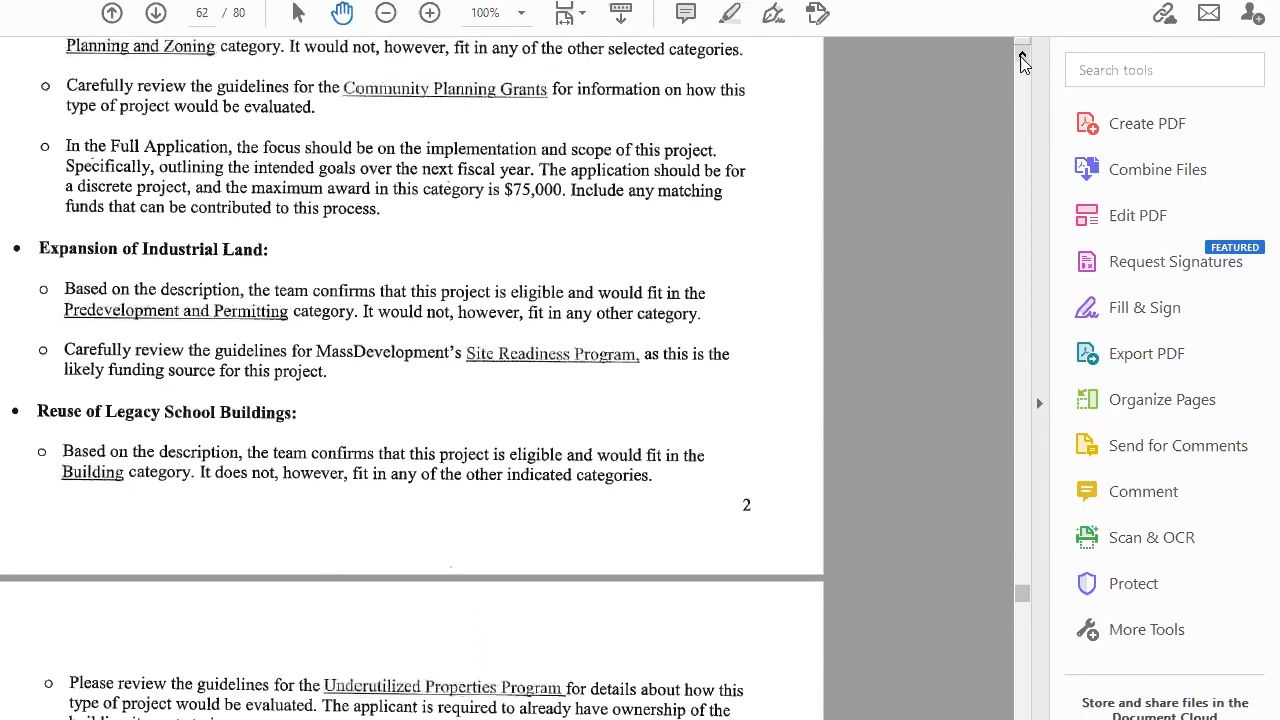 62 / 80
100%
Planning and Zoning category. It would not, however, fit in any of the other selected categories.
o Carefully review the guidelines for the Community Planning Grants for information on how this
type of project would be evaluated.
o In the Full Application, the focus should be on the implementation and scope of this project.
Specifically, outlining the intended goals over the next fiscal year. The application should be for
a discrete project, and the maximum award in this category is $75,000. Include any matching
funds that can be contributed to this process.
• Expansion of Industrial Land:
o Based on the description, the team confirms that this project is eligible and would fit in the
Predevelopment and Permitting category. It would not, however, fit in any other category.
o Carefully review the guidelines for MassDevelopment's Site Readiness Program, as this is the
likely funding source for this project.
• Reuse of Legacy School Buildings:
o Based on the description, the team confirms that this project is eligible and would fit in the
Building category. It does not, however, fit in any of the other indicated categories.
2
o Please review the guidelines for the Underutilized Properties Program for details about how this
type of project would be evaluated. The applicant is required to already have ownership of the
Search tools
Create PDF
Combine Files
Edit PDF
FEATURED
Request Signatures
Fill & Sign
Export PDF
Organize Pages
Send for Comments
Comment
Scan & OCR
Protect
More Tools
Store and share files in the
Document Cloud